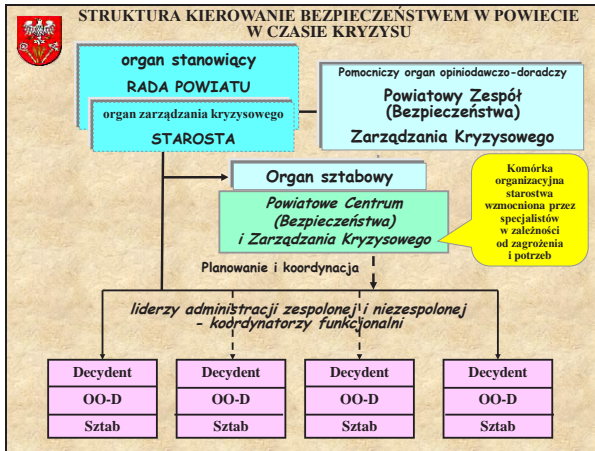 STRUKTURA KIEROWANIE BEZPIECZEŃSTWEM W POWIECIE
W CZASIE KRYZYSU
organ stanowiący
RADA POWIATU
organ zarządzania kryzysowego
STAROSTA
Pomocniczy organ opiniodawczo-doradczy
Powiatowy Zespół
(Bezpieczeństwa)
Zarządzania Kryzysowego
Organ sztabowy
Powiatowe Centrum
(Bezpieczeństwa)
i Zarządzania Kryzysowego
Komórka
organizacyjna
starostwa
wzmocniona przez
specjalistów
w zależności
od zagrożenia
i potrzeb
Planowanie i koordynacja
liderzy administracji zespolonej i niezespolonej
- koordynatorzy funkcjonalni
Decydent
OO-D
Sztab
Decydent
OO-D
Sztab
Decydent
OO-D
Sztab
Decydent
OO-D
Sztab